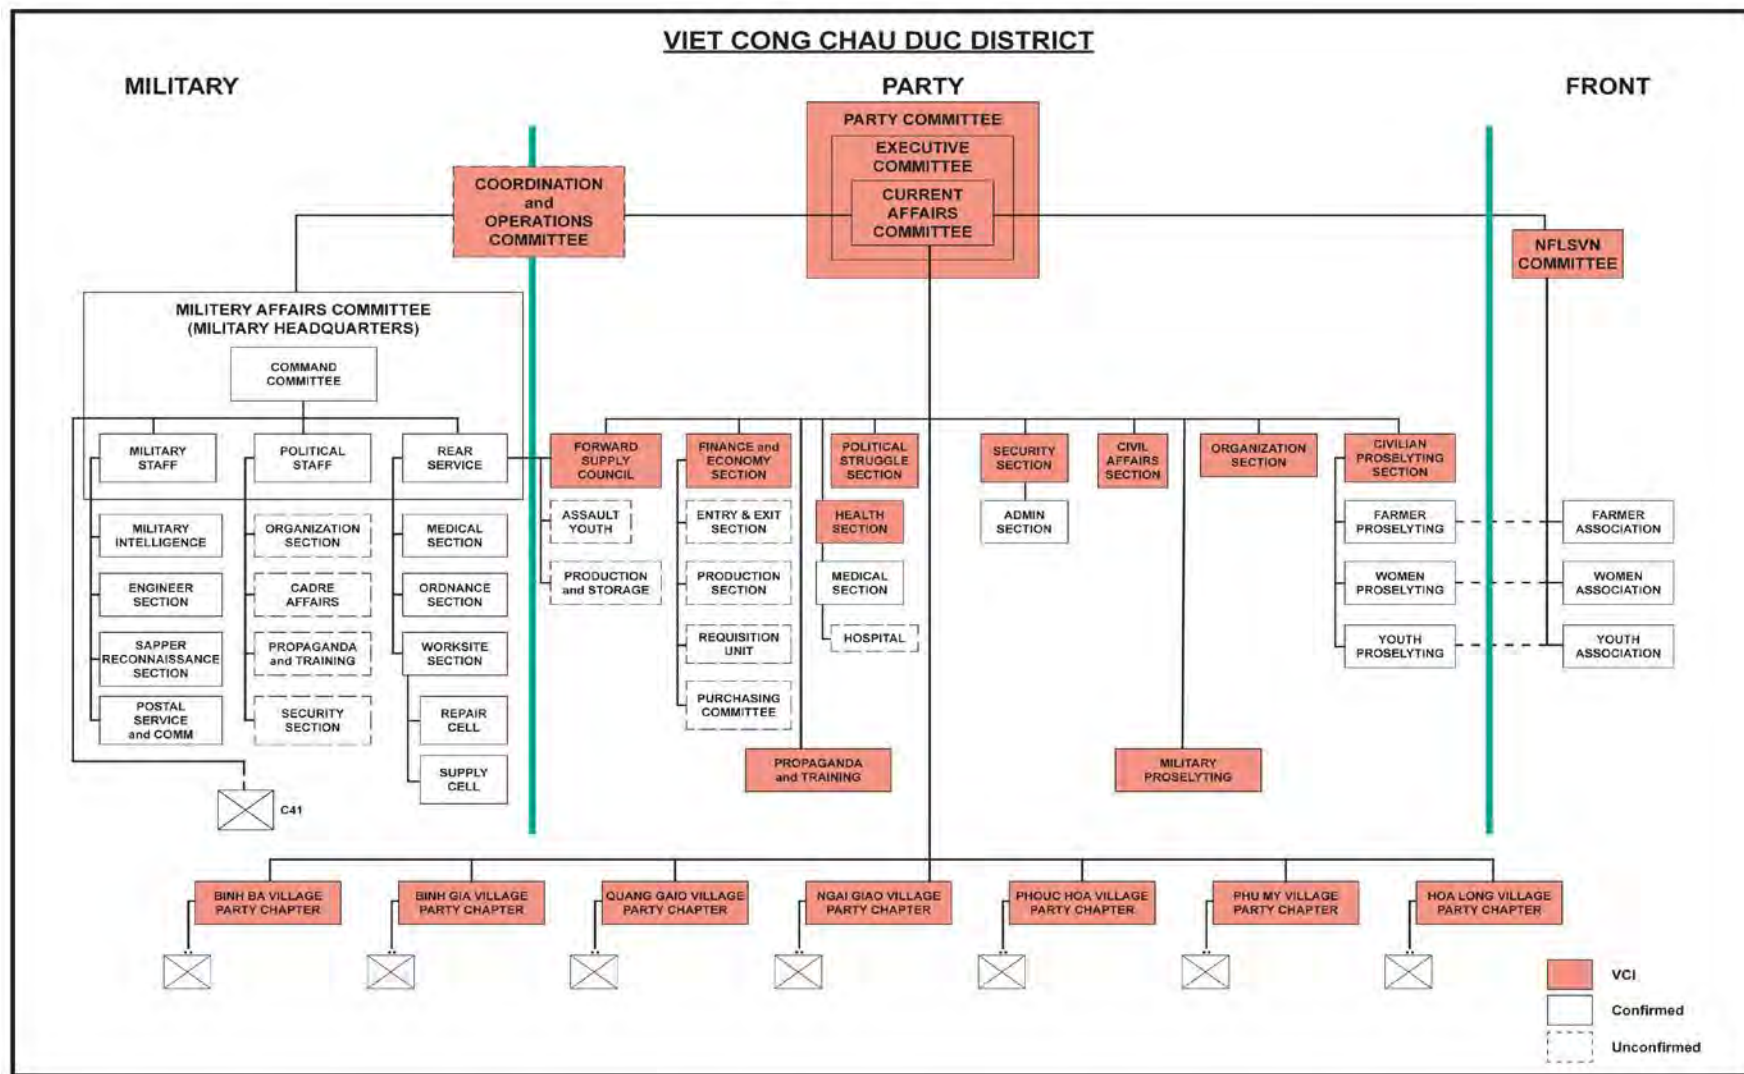 VIET CONG CHAU DUC DISTRICT
MILITARY
PARTY
FRONT
PARTY COMMITTEE
EXECUTIVE
COMMITTEE
CURRENT
AFFAIRS
COMMITTEE
COORDINATION
and
OPERATIONS
COMMITTEE
NFLSVN
COMMITTEE
MILITERY AFFAIRS COMMITTEE
(MILITARY HEADQUARTERS)
COMMAND
COMMITTEE
MILITARY
STAFF
POLITICAL
STAFF
REAR
SERVICE
FORWARD
SUPPLY
COUNCIL
FINANCE and
ECONOMY
SECTION
POLITICAL
STRUGGLE
SECTION
SECURITY
SECTION
CIVIL
AFFAIRS
SECTION
ORGANIZATION
SECTION
CIVILIAN
PROSELYTING
SECTION
MILITARY
INTELLIGENCE
ORGANIZATION
SECTION
MEDICAL
SECTION
ASSAULT
YOUTH
ENTRY & EXIT
SECTION
HEALTH
SECTION
ADMIN
SECTION
FARMER
PROSELYTING
FARMER
ASSOCIATION
ENGINEER
SECTION
CADRE
AFFAIRS
ORDNANCE
SECTION
PRODUCTION
and STORAGE
PRODUCTION
SECTION
MEDICAL
SECTION
WOMEN
PROSELYTING
WOMEN
ASSOCIATION
SAPPER
RECONNAISSANCE
SECTION
PROPAGANDA
and TRAINING
WORKSITE
SECTION
REQUISITION
UNIT
HOSPITAL
YOUTH
PROSELYTING
YOUTH
ASSOCIATION
POSTAL
SERVICE
and COMM
SECURITY
SECTION
REPAIR
CELL
PURCHASING
COMMITTEE
SUPPLY
CELL
PROPAGANDA
and TRAINING
MILITARY
PROSELYTING
C41
BINH BA VILLAGE
PARTY CHAPTER
BINH GIA VILLAGE
PARTY CHAPTER
QUANG GAIO VILLAGE
PARTY CHAPTER
NGAI GIAO VILLAGE
PARTY CHAPTER
PHOUC HOA VILLAGE
PARTY CHAPTER
PHU MY VILLAGE
PARTY CHAPTER
HOA LONG VILLAGE
PARTY CHAPTER
VCI
Confirmed
Unconfirmed